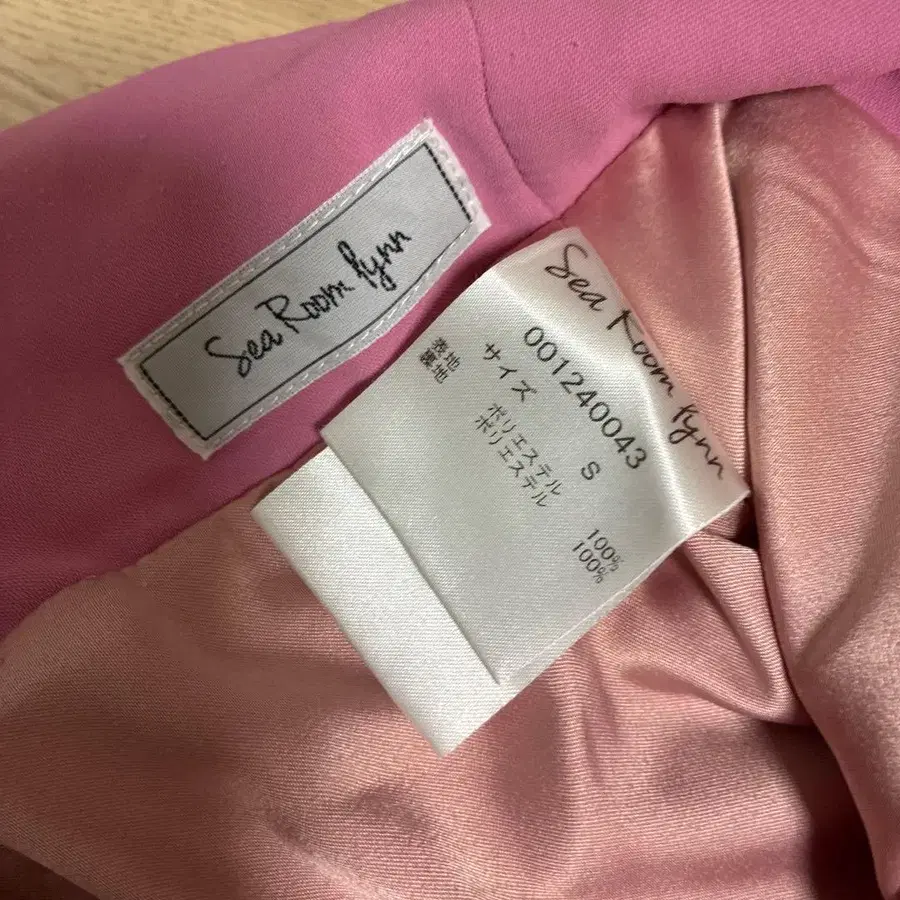 Sea Room lynn
Sea Room lynn
001240043
サイズ S
表地 ポリエステル 100%
裏地 ポリエステル 100%